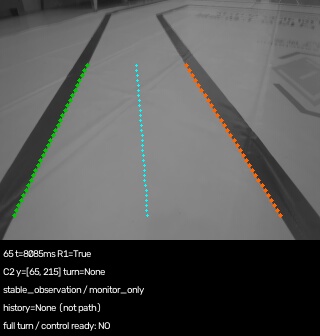 65 t=8085ms R1=True
C2 y=[65, 215] turn=None
stable_observation / monitor_only
history=None (not path)
full turn / control ready: NO